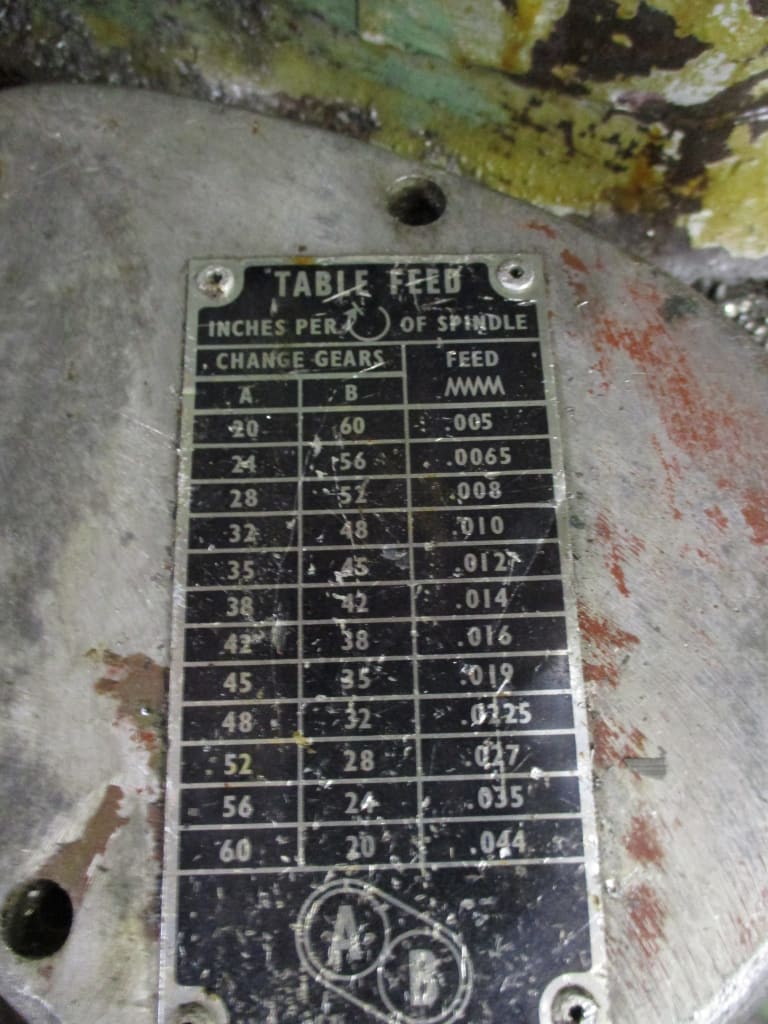 TABLE FEED
INCHES PER OF SPINDLE
CHANGE GEARS FEED
A B
20 60 .005
24 56 .0065
28 52 .008
32 48 .010
35 45 .012
38 42 .014
42 38 .016
45 35 .019
48 32 .0225
52 28 .027
56 24 .035
60 20 .044
A
B